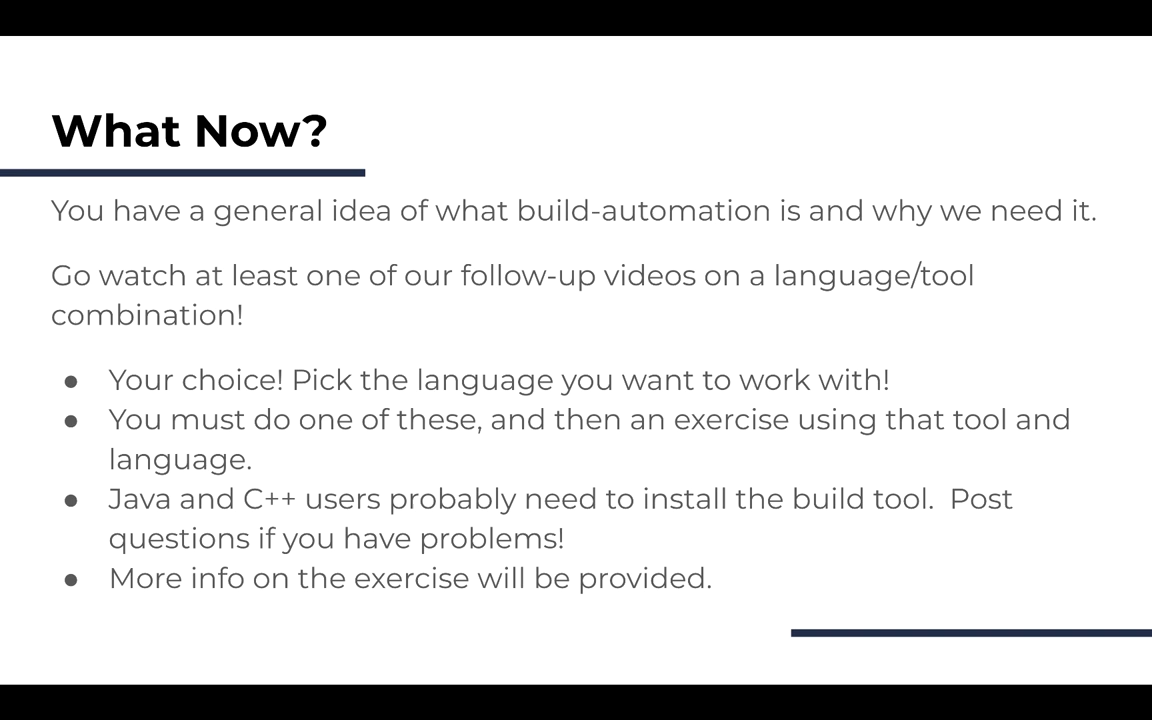 What Now?
You have a general idea of what build-automation is and why we need it.
Go watch at least one of our follow-up videos on a language/tool
combination!
● Your choice! Pick the language you want to work with!
● You must do one of these, and then an exercise using that tool and
language.
● Java and C++ users probably need to install the build tool.  Post
questions if you have problems!
● More info on the exercise will be provided.